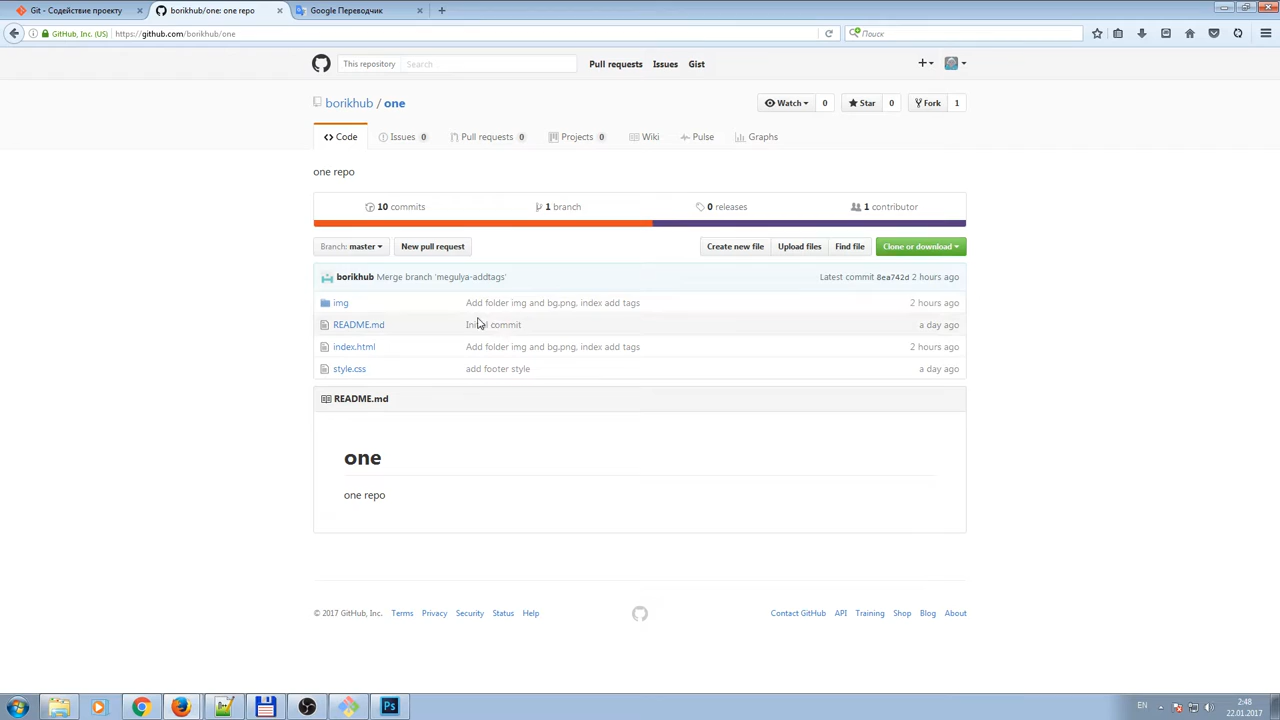 Git - Содействие проекту
borikhub/one: one repo
Google Переводчик
GitHub, Inc. (US)
https://github.com/borikhub/one
Поиск
This repository
Search
Pull requests
Issues
Gist
borikhub / one
Watch
0
Star
0
Fork
1
Code
Issues 0
Pull requests 0
Projects 0
Wiki
Pulse
Graphs
one repo
10 commits
1 branch
0 releases
1 contributor
Branch: master
New pull request
Create new file
Upload files
Find file
Clone or download
borikhub Merge branch 'megulya-addtags'
Latest commit 8ea742d 2 hours ago
img
Add folder img and bg.png, index add tags
2 hours ago
README.md
Initial commit
a day ago
index.html
Add folder img and bg.png, index add tags
2 hours ago
style.css
add footer style
a day ago
README.md
one
one repo
© 2017 GitHub, Inc.
Terms
Privacy
Security
Status
Help
Contact GitHub
API
Training
Shop
Blog
About
Ps
EN
2:48
22.01.2017